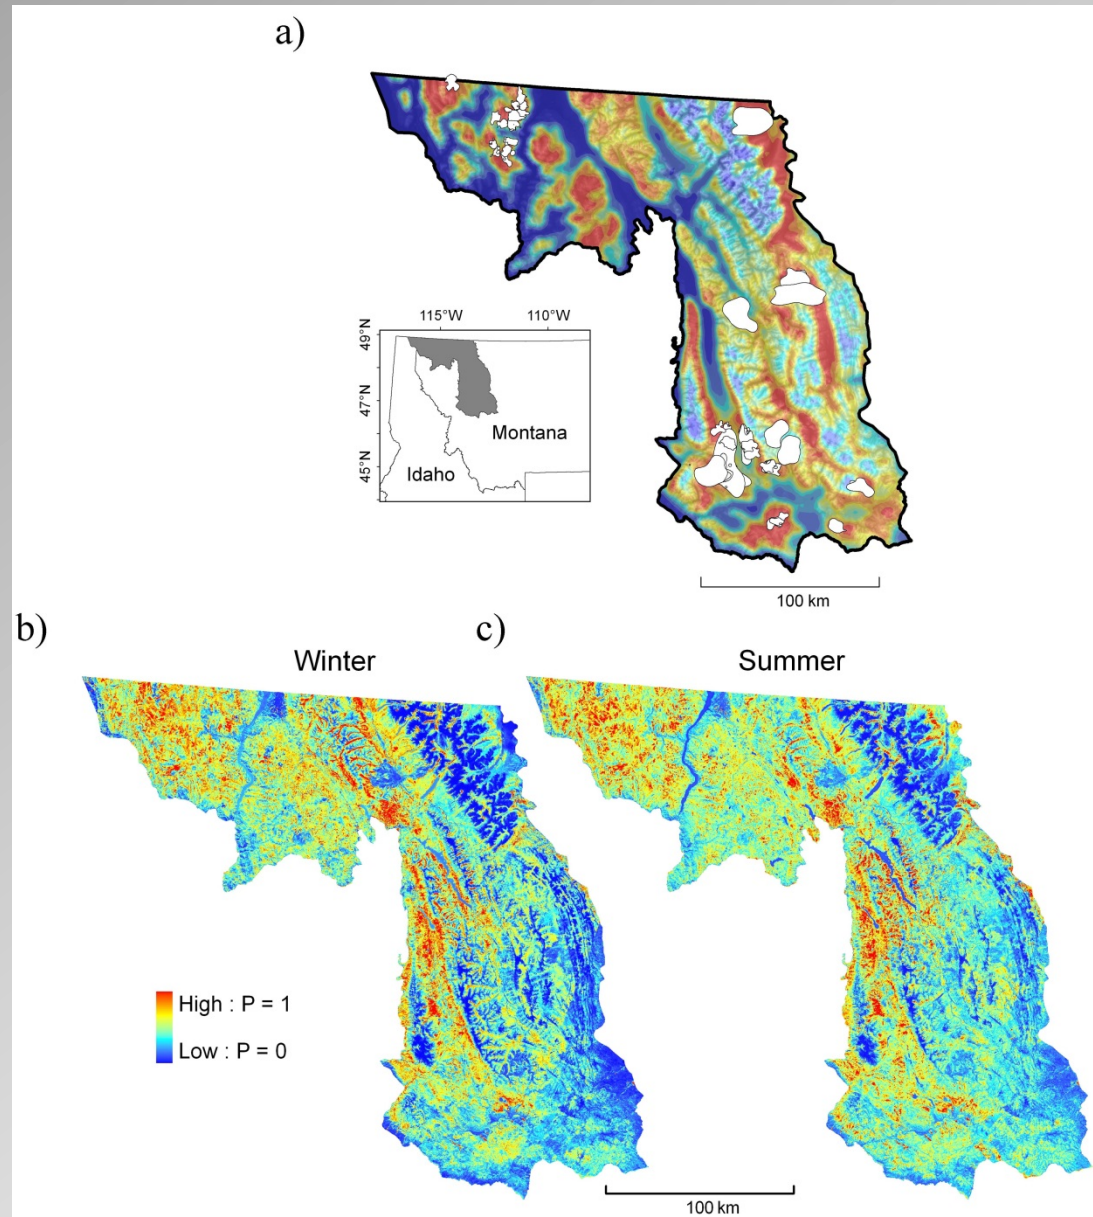 a)
115°W
110°W
49°N
47°N
45°N
Montana
Idaho
100 km
b)
c)
Winter
Summer
High : P = 1
Low : P = 0
100 km